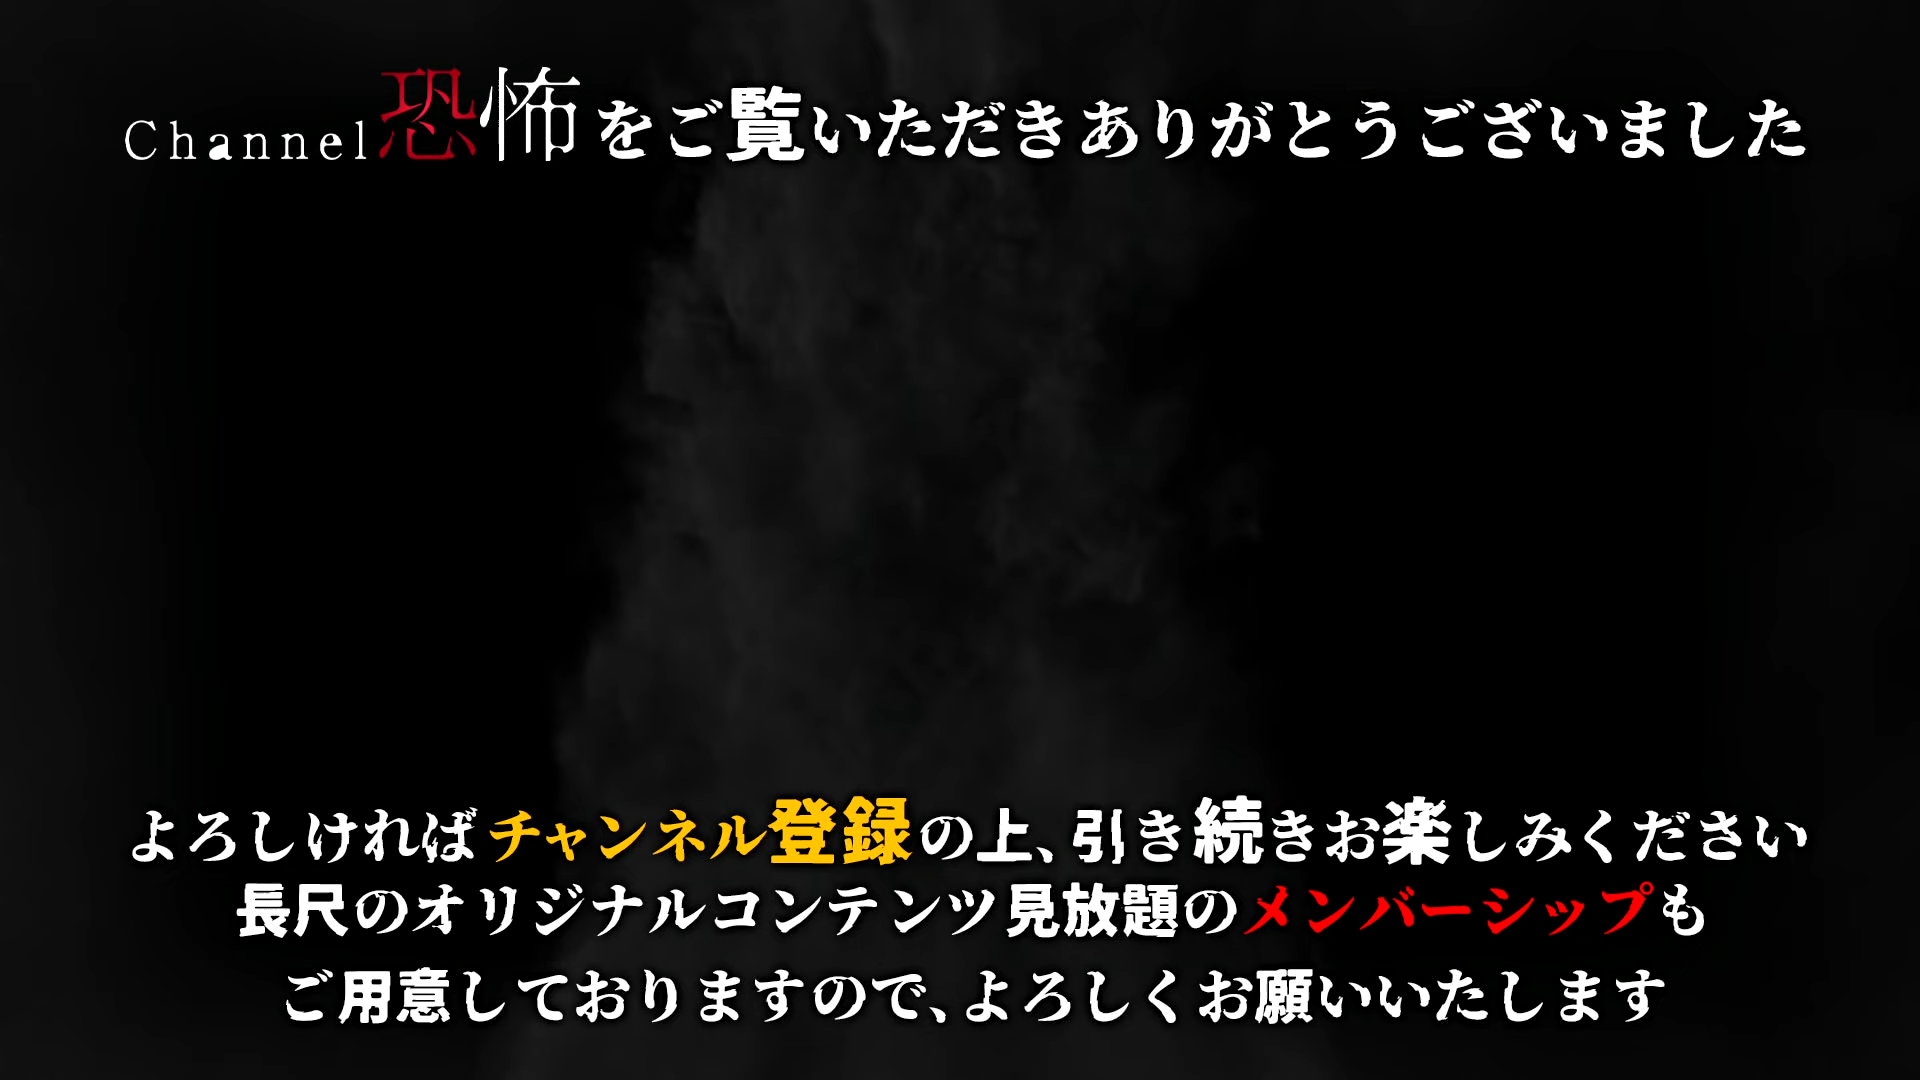 Channel恐怖をご覧いただきありがとうございました
よろしければチャンネル登録の上、引き続きお楽しみください
長尺のオリジナルコンテンツ見放題のメンバーシップも
ご用意しておりますので、よろしくお願いいたします